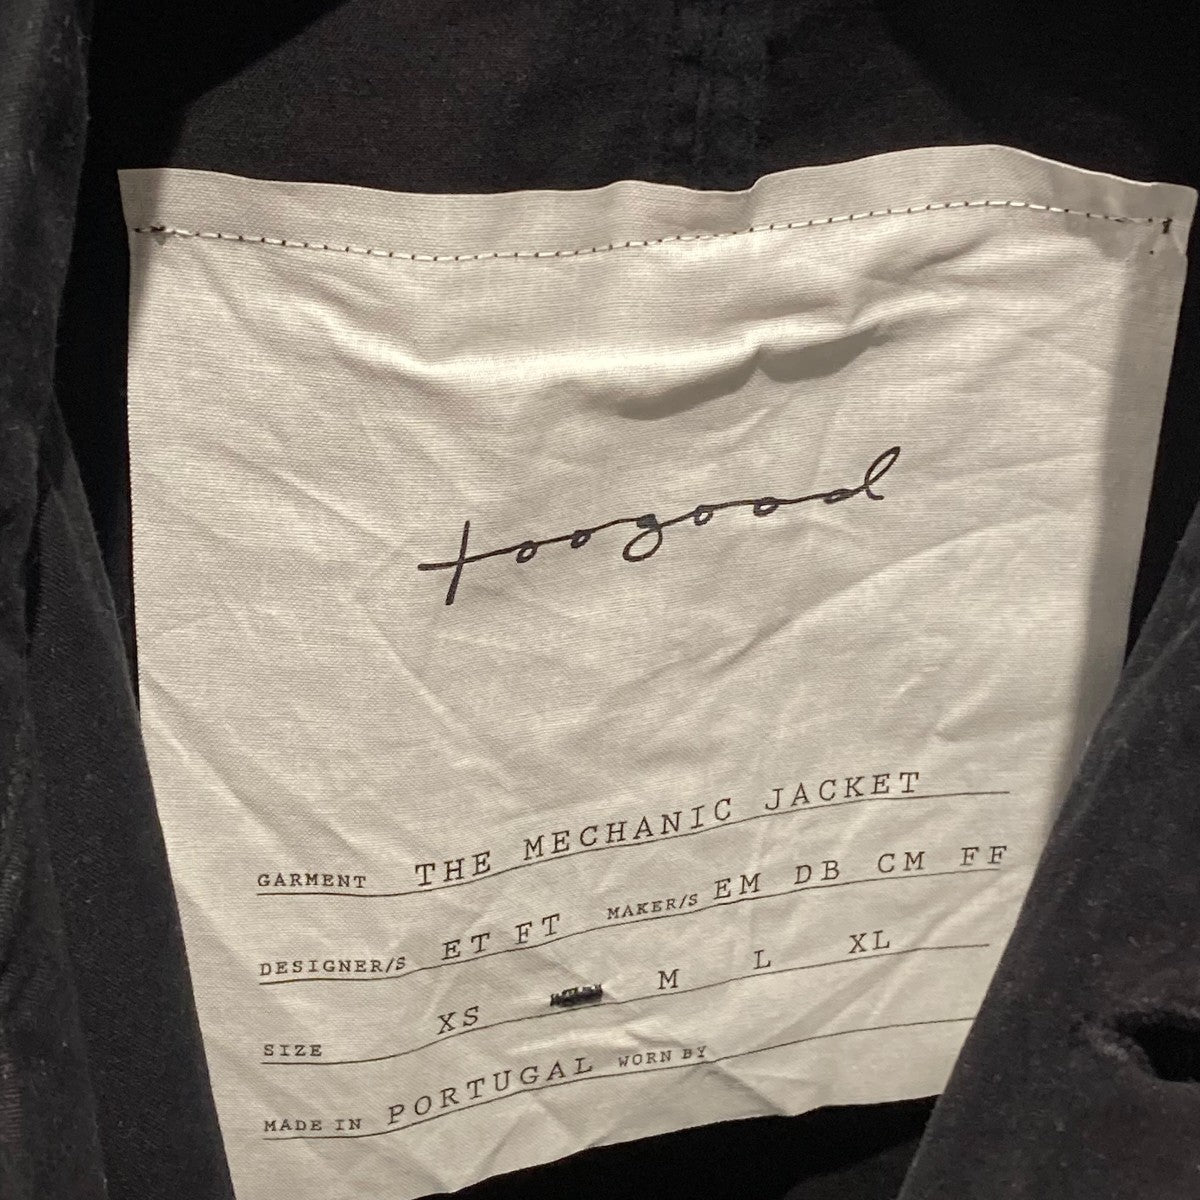 toogood
GARMENT THE MECHANIC JACKET
DESIGNER/S ET FT MAKER/S EM DB CM FF
SIZE XS M L XL
MADE IN PORTUGAL WORN BY